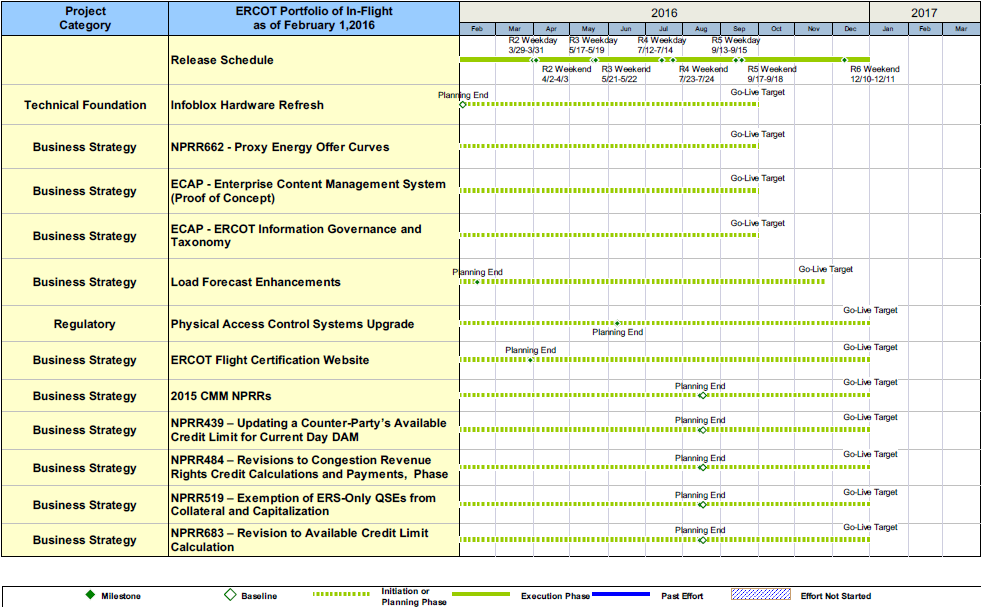 Project
Category
ERCOT Portfolio of In-Flight
as of February 1,2016
2016
2017
Feb Mar Apr May Jun Jul Aug Sep Oct Nov Dec Jan Feb Mar
Release Schedule
R2 Weekday
3/29-3/31
R3 Weekday
5/17-5/19
R4 Weekday
7/12-7/14
R5 Weekday
9/13-9/15
R2 Weekend
4/2-4/3
R3 Weekend
5/21-5/22
R4 Weekend
7/23-7/24
R5 Weekend
9/17-9/18
R6 Weekend
12/10-12/11
Technical Foundation
Infoblox Hardware Refresh
Planning End
Go-Live Target
Business Strategy
NPRR662 - Proxy Energy Offer Curves
Go-Live Target
Business Strategy
ECAP - Enterprise Content Management System
(Proof of Concept)
Go-Live Target
Business Strategy
ECAP - ERCOT Information Governance and
Taxonomy
Go-Live Target
Business Strategy
Load Forecast Enhancements
Planning End
Go-Live Target
Regulatory
Physical Access Control Systems Upgrade
Planning End
Go-Live Target
Business Strategy
ERCOT Flight Certification Website
Planning End
Go-Live Target
Business Strategy
2015 CMM NPRRs
Planning End
Go-Live Target
Business Strategy
NPRR439 – Updating a Counter-Party's Available
Credit Limit for Current Day DAM
Planning End
Go-Live Target
Business Strategy
NPRR484 – Revisions to Congestion Revenue
Rights Credit Calculations and Payments, Phase
Planning End
Go-Live Target
Business Strategy
NPRR519 – Exemption of ERS-Only QSEs from
Collateral and Capitalization
Planning End
Go-Live Target
Business Strategy
NPRR683 – Revision to Available Credit Limit
Calculation
Planning End
Go-Live Target
Milestone
Baseline
Initiation or
Planning Phase
Execution Phase
Past Effort
Effort Not Started